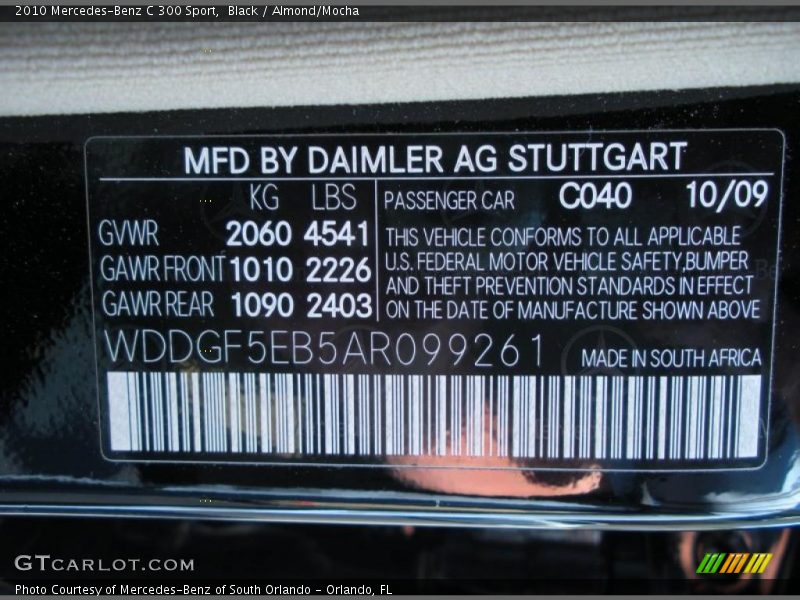 2010 Mercedes-Benz C 300 Sport, Black / Almond/Mocha
MFD BY DAIMLER AG STUTTGART
KG LBS
GVWR 2060 4541
GAWR FRONT 1010 2226
GAWR REAR 1090 2403
PASSENGER CAR C040 10/09
THIS VEHICLE CONFORMS TO ALL APPLICABLE
U.S. FEDERAL MOTOR VEHICLE SAFETY,BUMPER
AND THEFT PREVENTION STANDARDS IN EFFECT
ON THE DATE OF MANUFACTURE SHOWN ABOVE
WDDGF5EB5AR099261
MADE IN SOUTH AFRICA
GTCARLOT.COM
Photo Courtesy of Mercedes-Benz of South Orlando - Orlando, FL